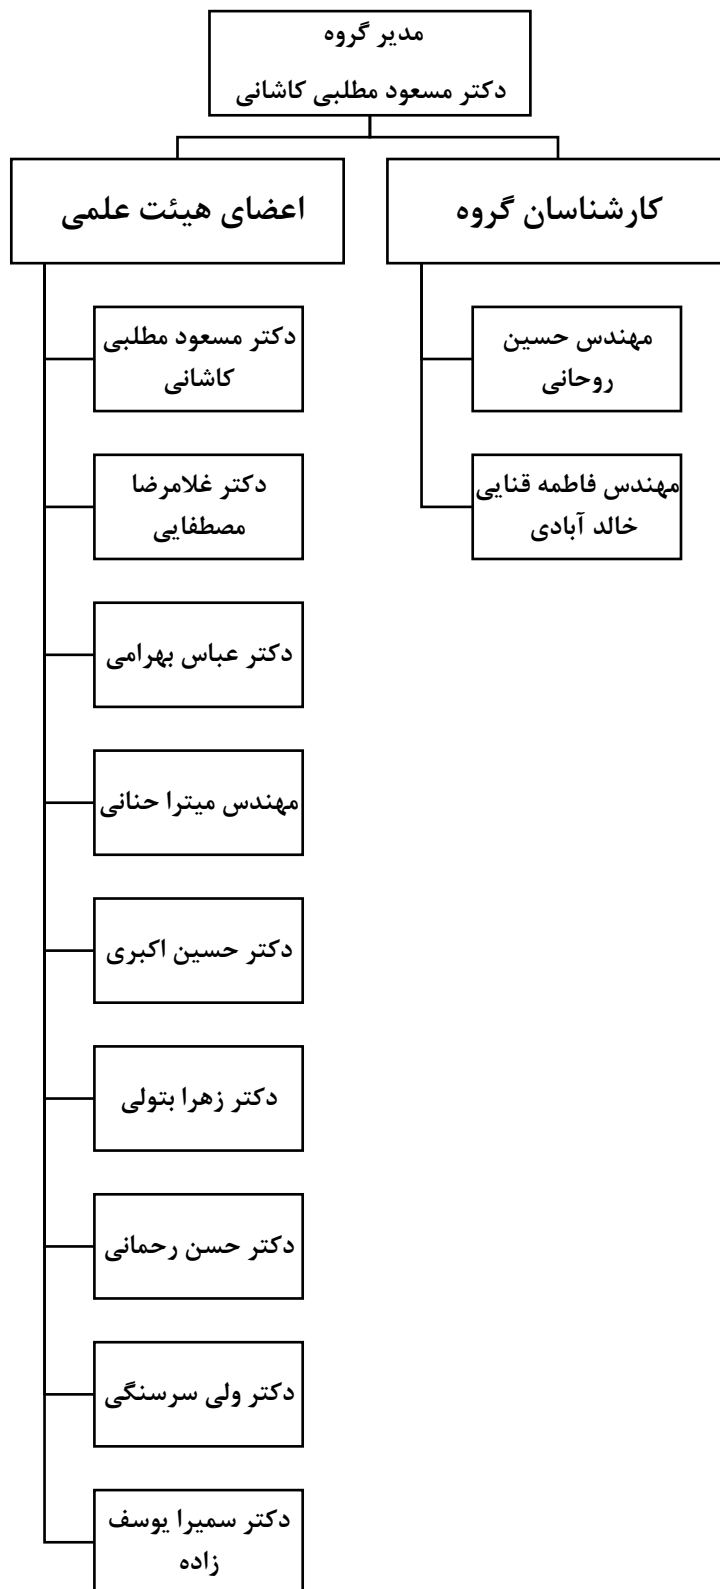 مدیر گروه
دکتر مسعود مطلبی کاشانی
کارشناسان گروه
مهندس حسین
روحانی
مهندس فاطمه قنایی
خالد آبادی
اعضای هیئت علمی
دکتر مسعود مطلبی
کاشانی
دکتر غلامرضا
مصطفایی
دکتر عباس بهرامی
مهندس میترا حنانی
دکتر حسین اکبری
دکتر زهرا بتولی
دکتر حسن رحمانی
دکتر ولی سرسنگی
دکتر سمیرا یوسف
زاده